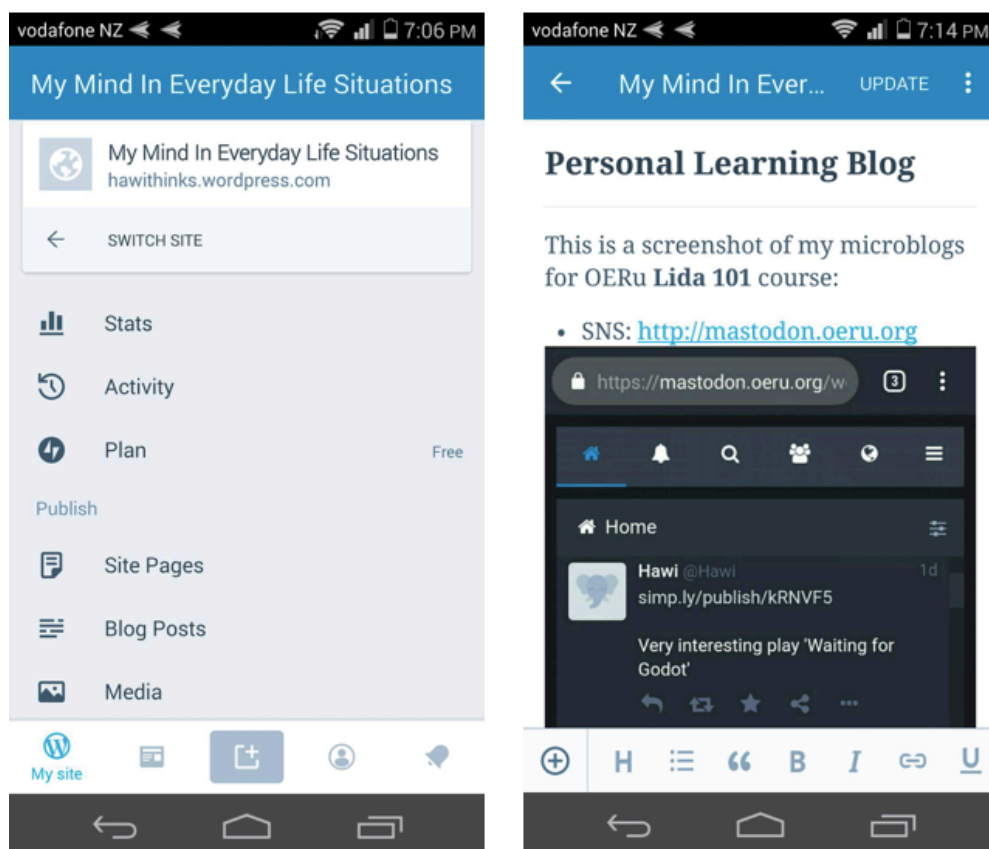 vodafone NZ 7:06 PM
My Mind In Everyday Life Situations
My Mind In Everyday Life Situations
hawithinks.wordpress.com
SWITCH SITE
Stats
Activity
Plan Free
Publish
Site Pages
Blog Posts
Media
My site
vodafone NZ 7:14 PM
My Mind In Ever... UPDATE
Personal Learning Blog
This is a screenshot of my microblogs
for OERu Lida 101 course:
• SNS: http://mastodon.oeru.org
https://mastodon.oeru.org/w 3
Home
Hawi @Hawi 1d
simp.ly/publish/kRNVF5
Very interesting play 'Waiting for
Godot'
H B I U